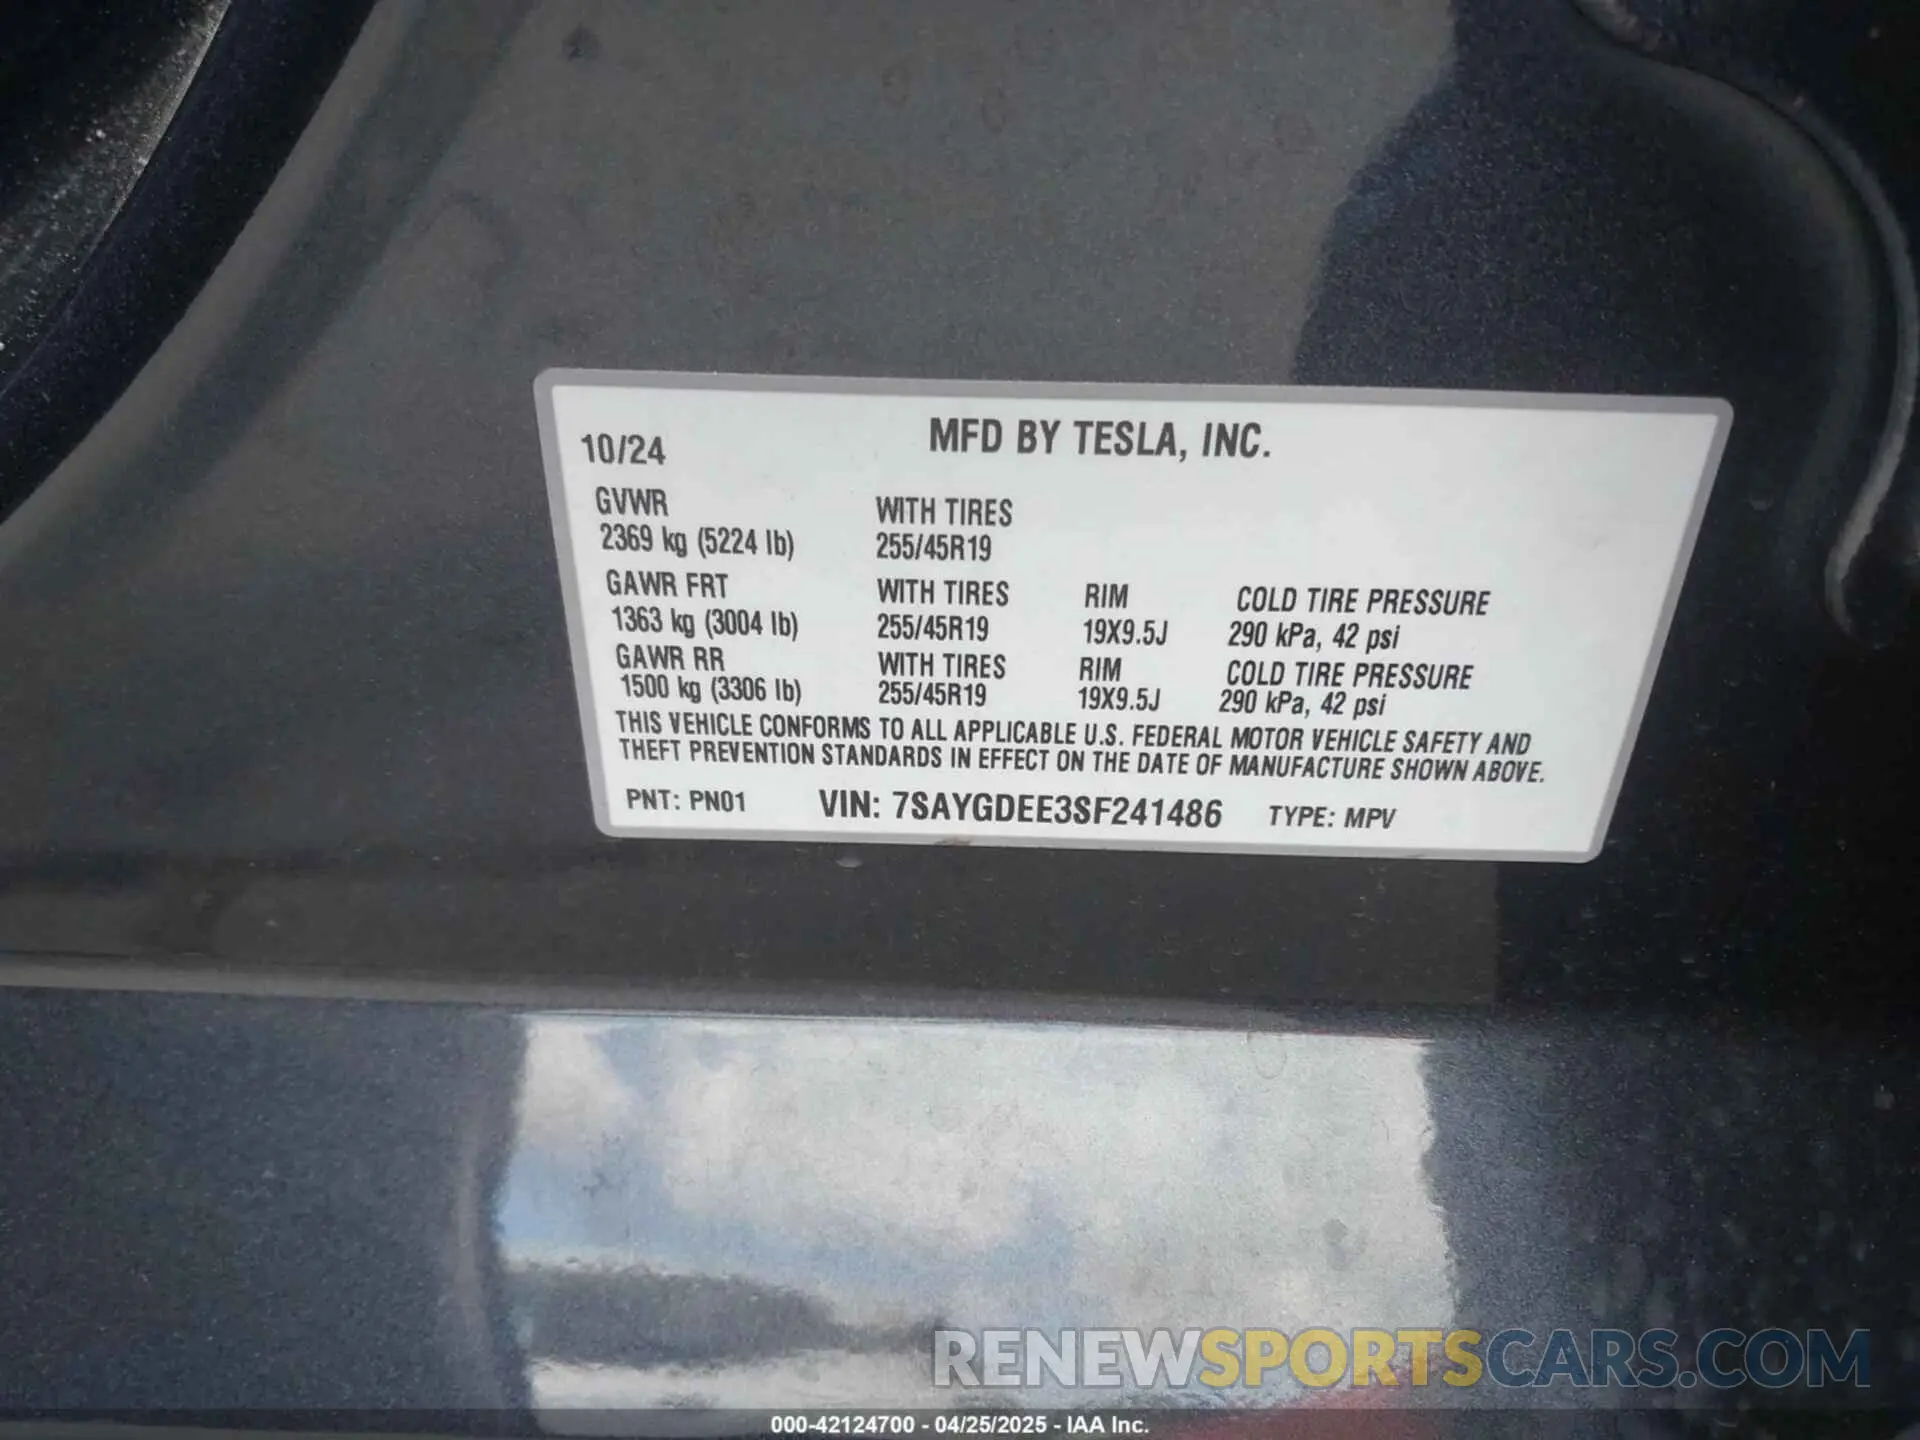 10/24 MFD BY TESLA, INC.
GVWR WITH TIRES
2369 kg (5224 lb) 255/45R19
GAWR FRT WITH TIRES RIM COLD TIRE PRESSURE
1363 kg (3004 lb) 255/45R19 19X9.5J 290 kPa, 42 psi
GAWR RR WITH TIRES RIM COLD TIRE PRESSURE
1500 kg (3306 lb) 255/45R19 19X9.5J 290 kPa, 42 psi
THIS VEHICLE CONFORMS TO ALL APPLICABLE U.S. FEDERAL MOTOR VEHICLE SAFETY AND
THEFT PREVENTION STANDARDS IN EFFECT ON THE DATE OF MANUFACTURE SHOWN ABOVE.
PNT: PN01 VIN: 7SAYGDEE3SF241486 TYPE: MPV
RENEWSPORTSCARS.COM
000-42124700 - 04/25/2025 - IAA Inc.